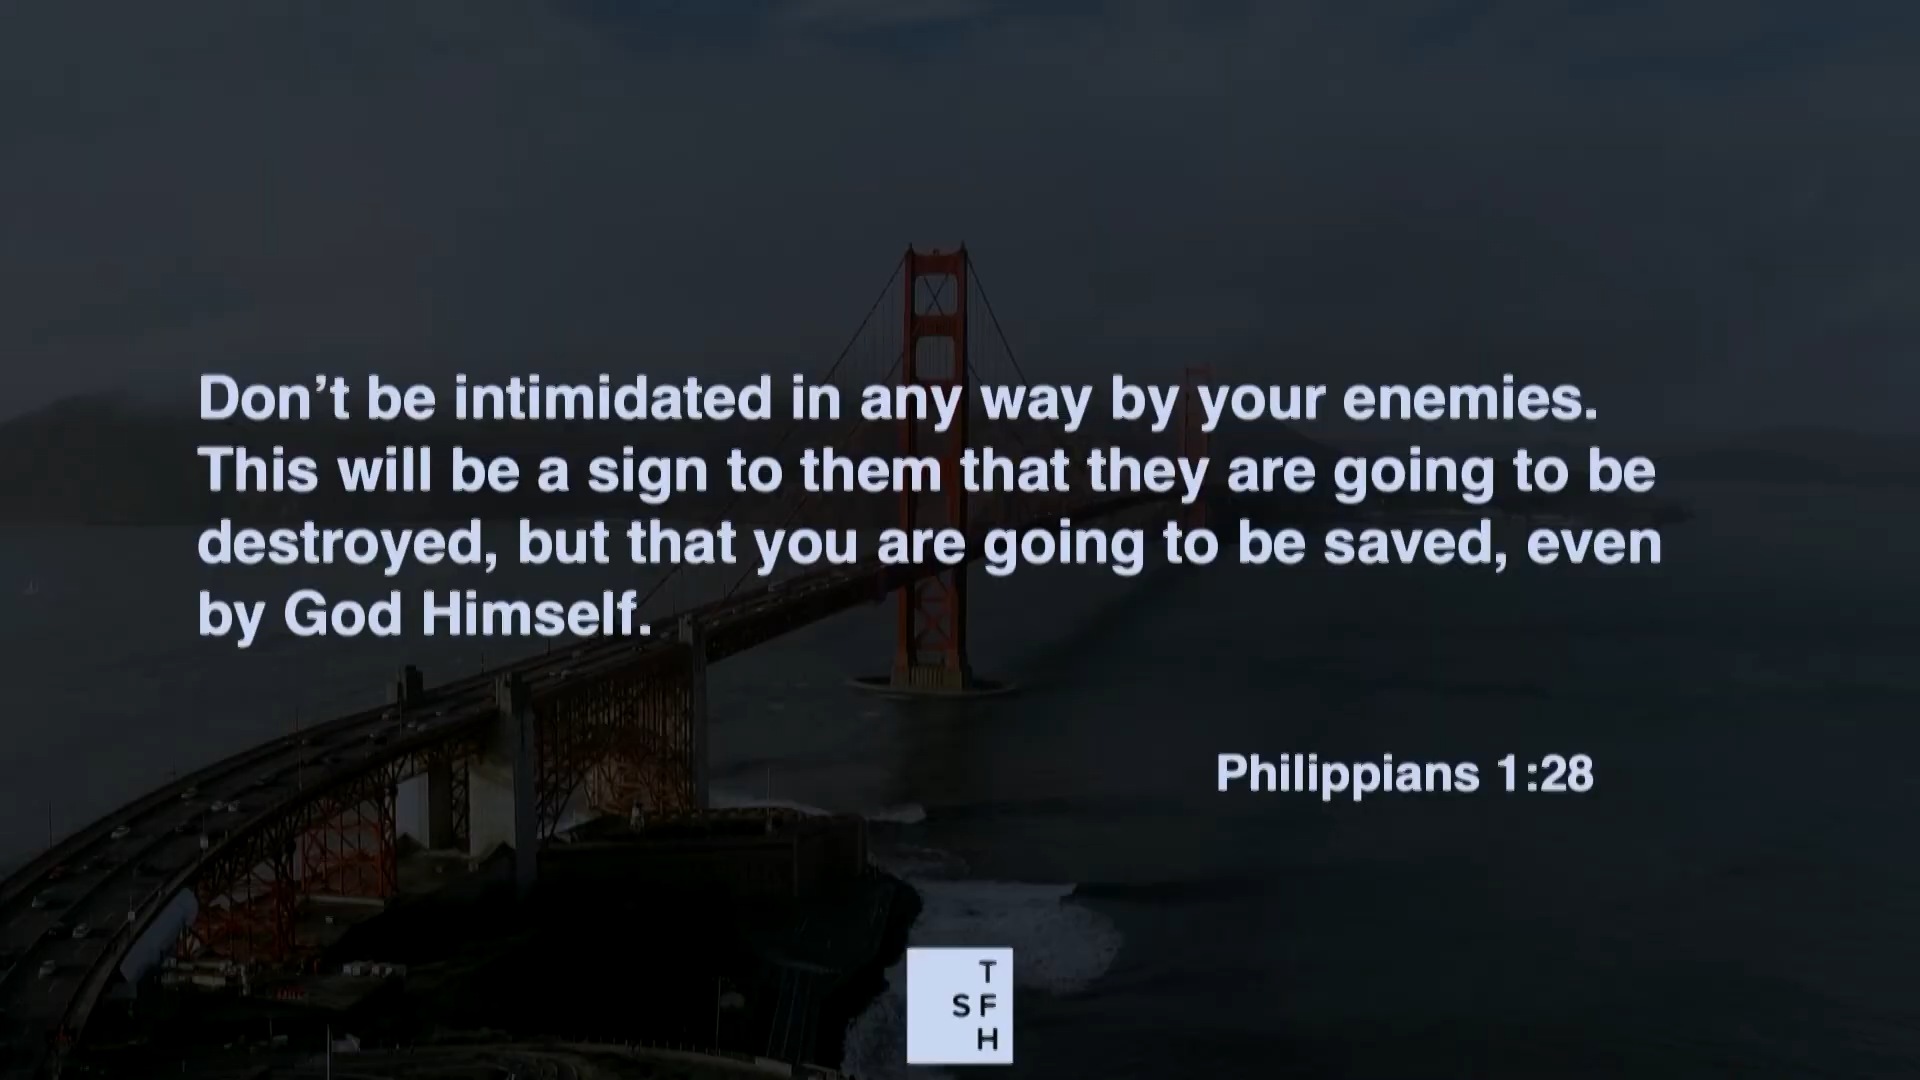 Don’t be intimidated in any way by your enemies.
This will be a sign to them that they are going to be
destroyed, but that you are going to be saved, even
by God Himself.
Philippians 1:28
T
SF
H